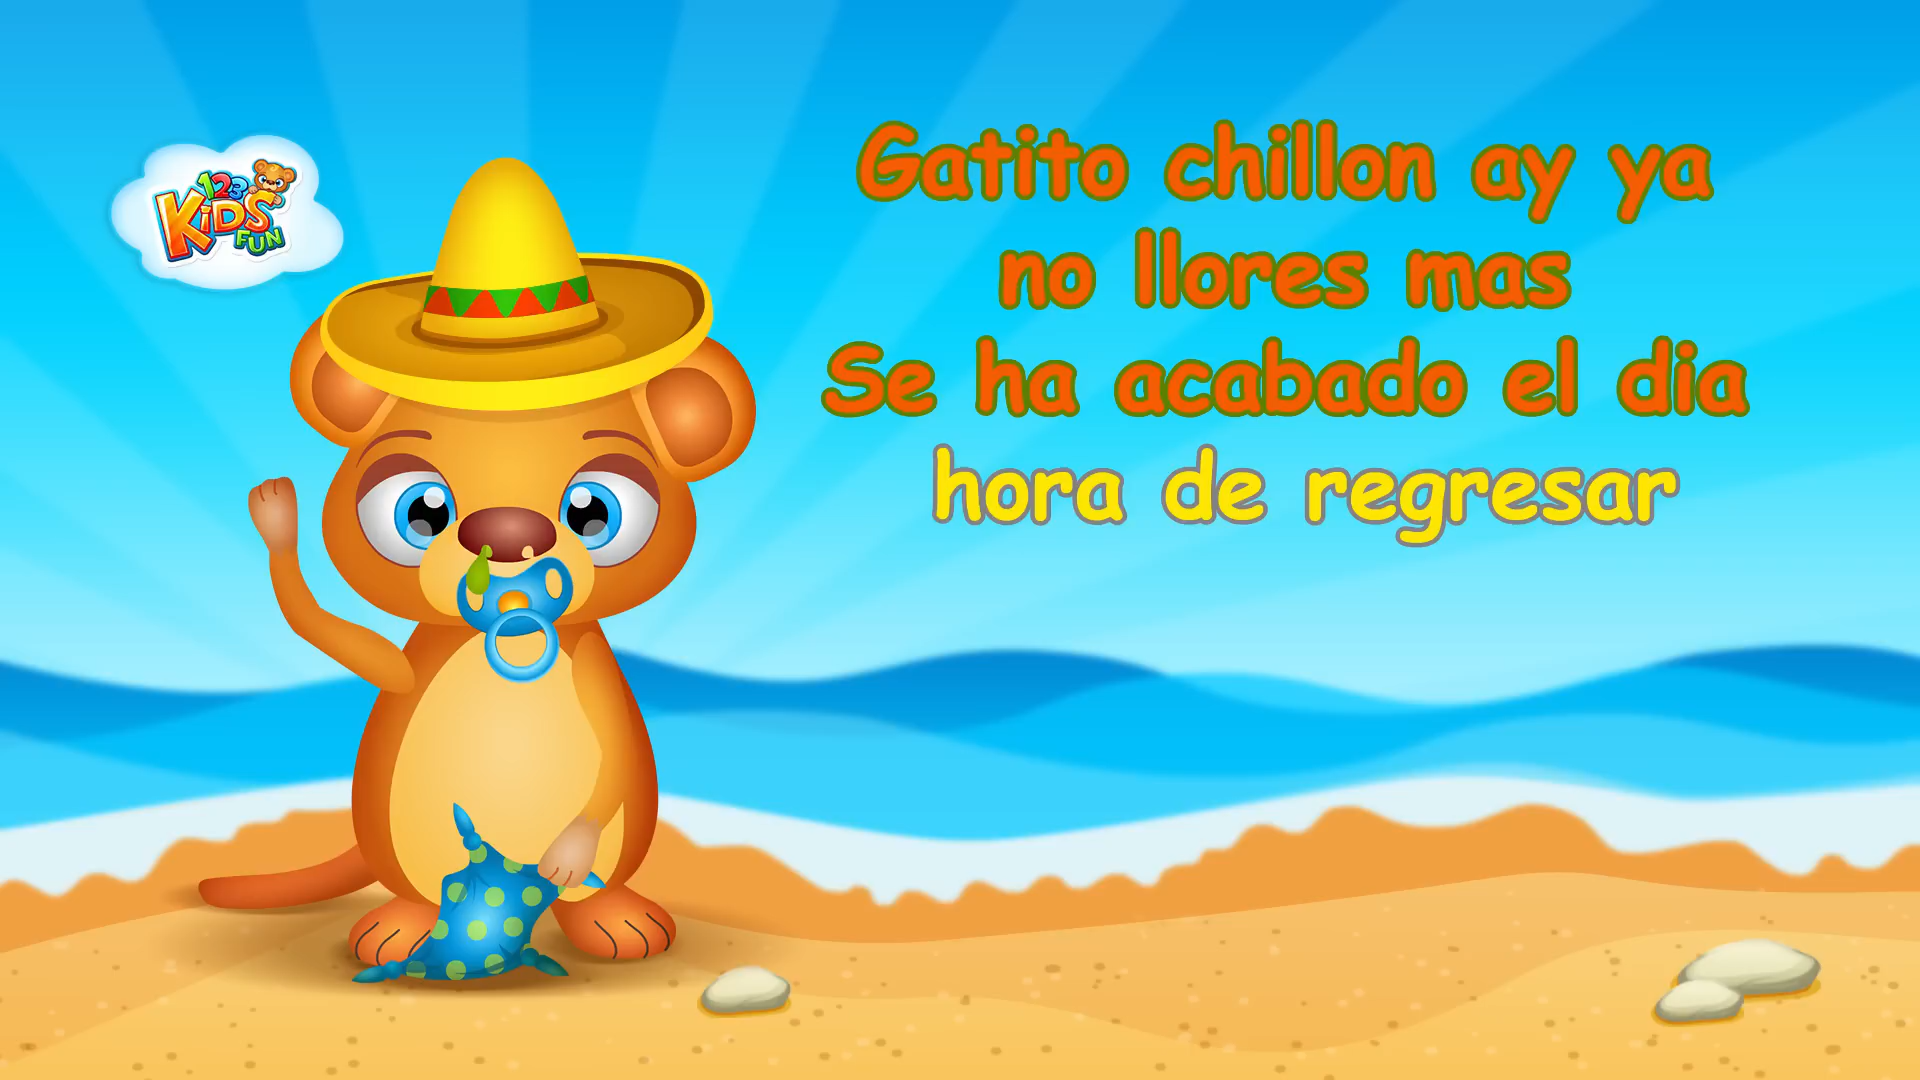 123
KiDS
FUN
Gatito chillon ay ya
no llores mas
Se ha acabado el dia
hora de regresar